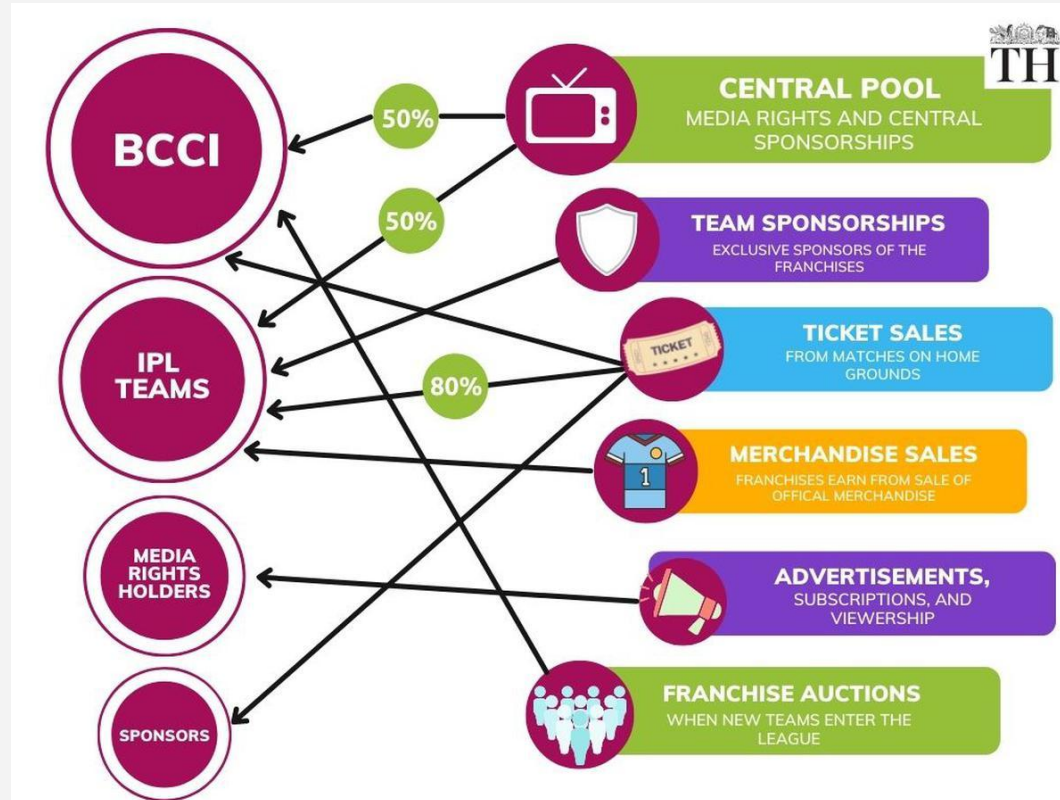 BCCI
50%
CENTRAL POOL
MEDIA RIGHTS AND CENTRAL
SPONSORSHIPS
TH
50%
TEAM SPONSORSHIPS
EXCLUSIVE SPONSORS OF THE
FRANCHISES
IPL
TEAMS
80%
TICKET
TICKET SALES
FROM MATCHES ON HOME
GROUNDS
1
MERCHANDISE SALES
FRANCHISES EARN FROM SALE OF
OFFICAL MERCHANDISE
MEDIA
RIGHTS
HOLDERS
ADVERTISEMENTS,
SUBSCRIPTIONS, AND
VIEWERSHIP
SPONSORS
FRANCHISE AUCTIONS
WHEN NEW TEAMS ENTER THE
LEAGUE